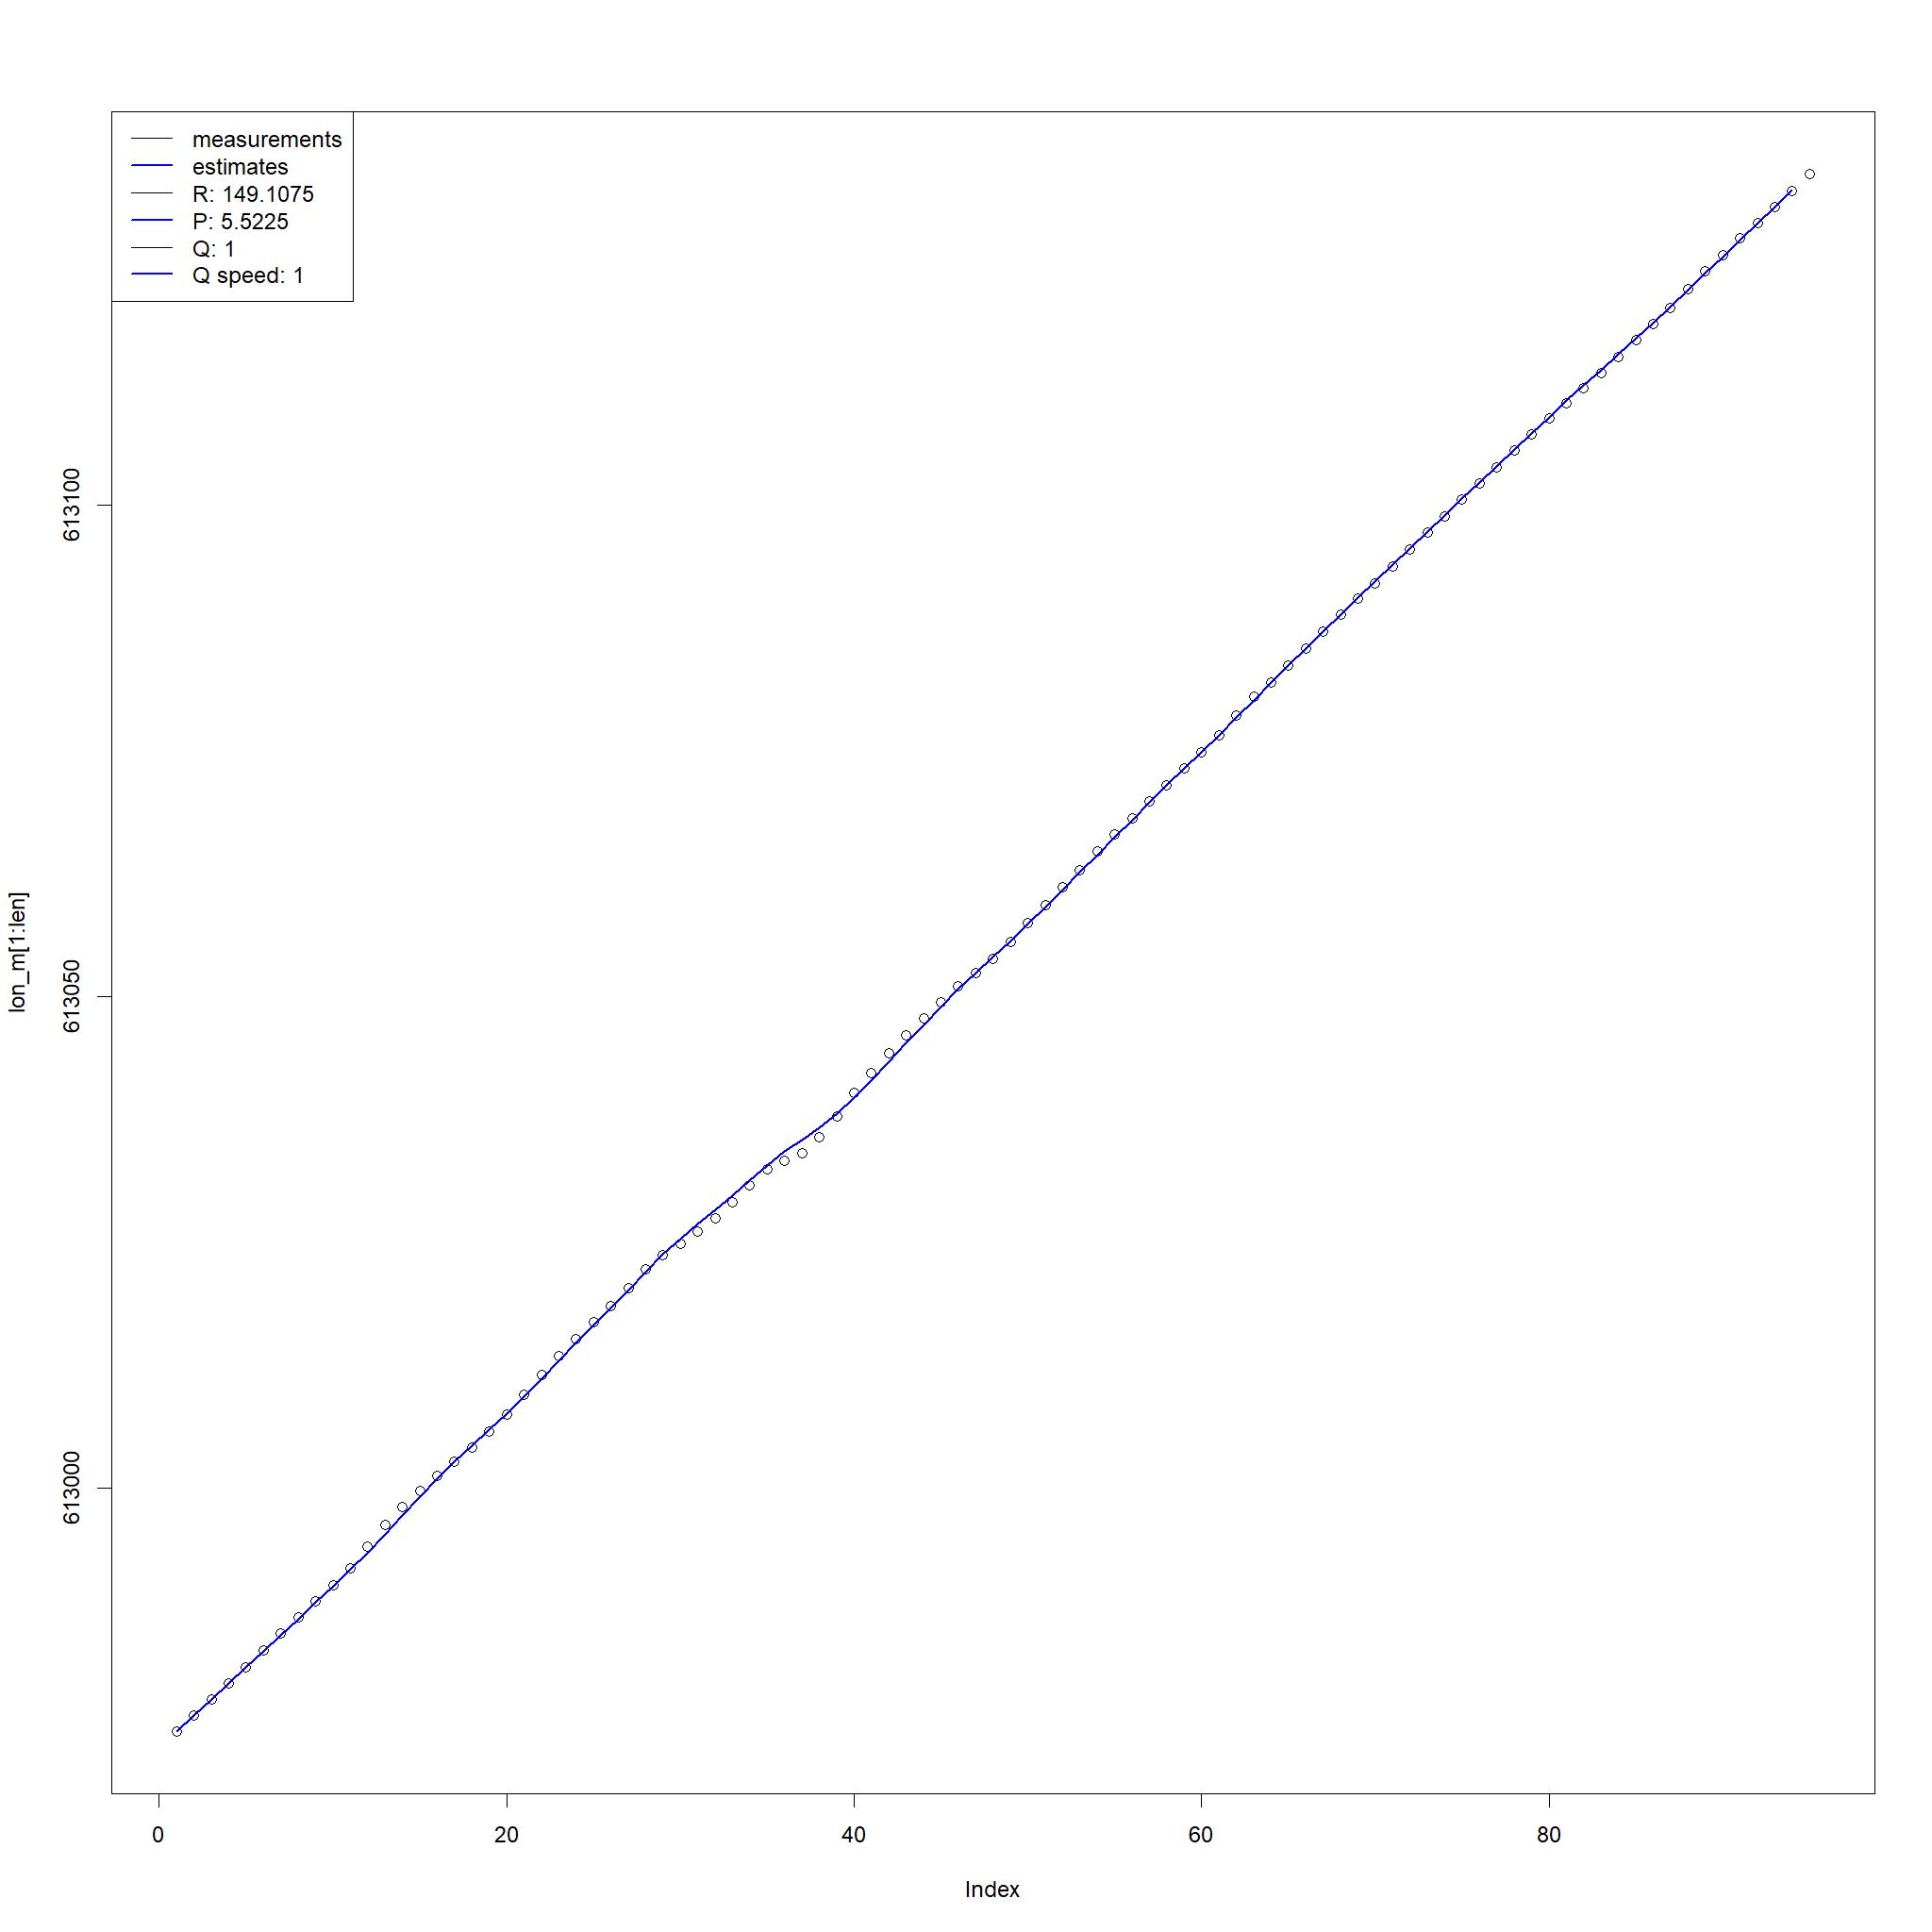 measurements
estimates
R: 149.1075
P: 5.5225
Q: 1
Q speed: 1
613100
613050
613000
lon_m[1:len]
0 20 40 60 80
Index